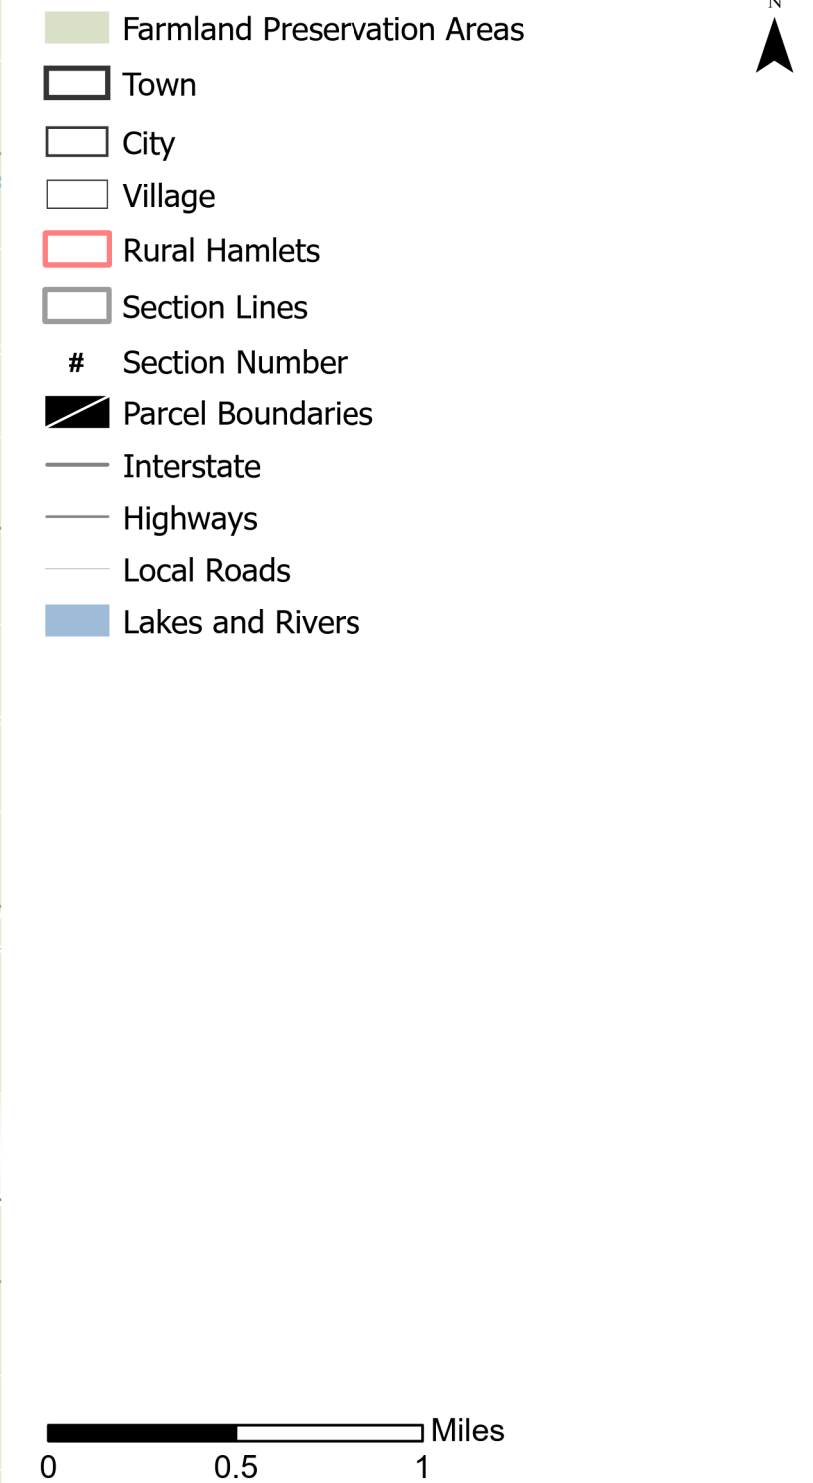 N
Farmland Preservation Areas
Town
City
Village
Rural Hamlets
Section Lines
# Section Number
Parcel Boundaries
Interstate
Highways
Local Roads
Lakes and Rivers
Miles
0 0.5 1